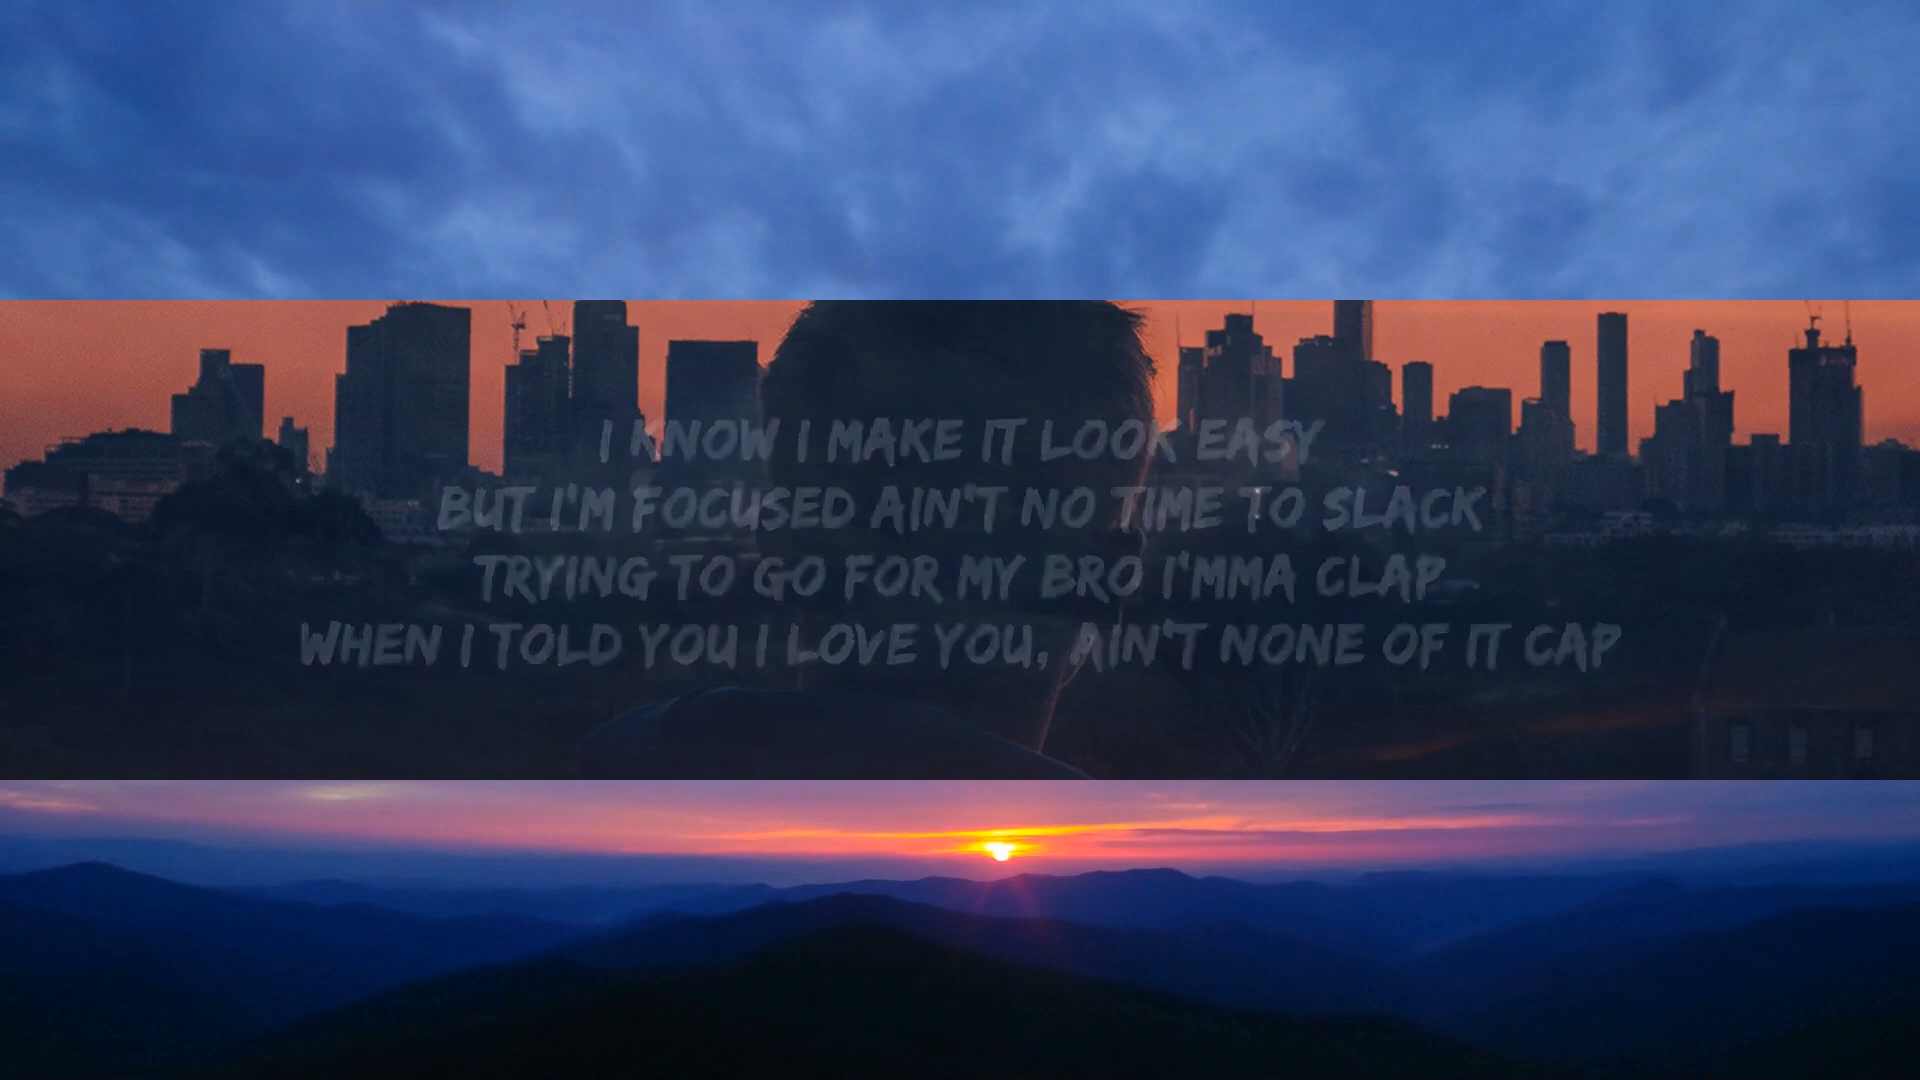 I KNOW I MAKE IT LOOK EASY
BUT I'M FOCUSED AIN'T NO TIME TO SLACK
TRYING TO GO FOR MY BRO I'MMA CLAP
WHEN I TOLD YOU I LOVE YOU, AIN'T NONE OF IT CAP